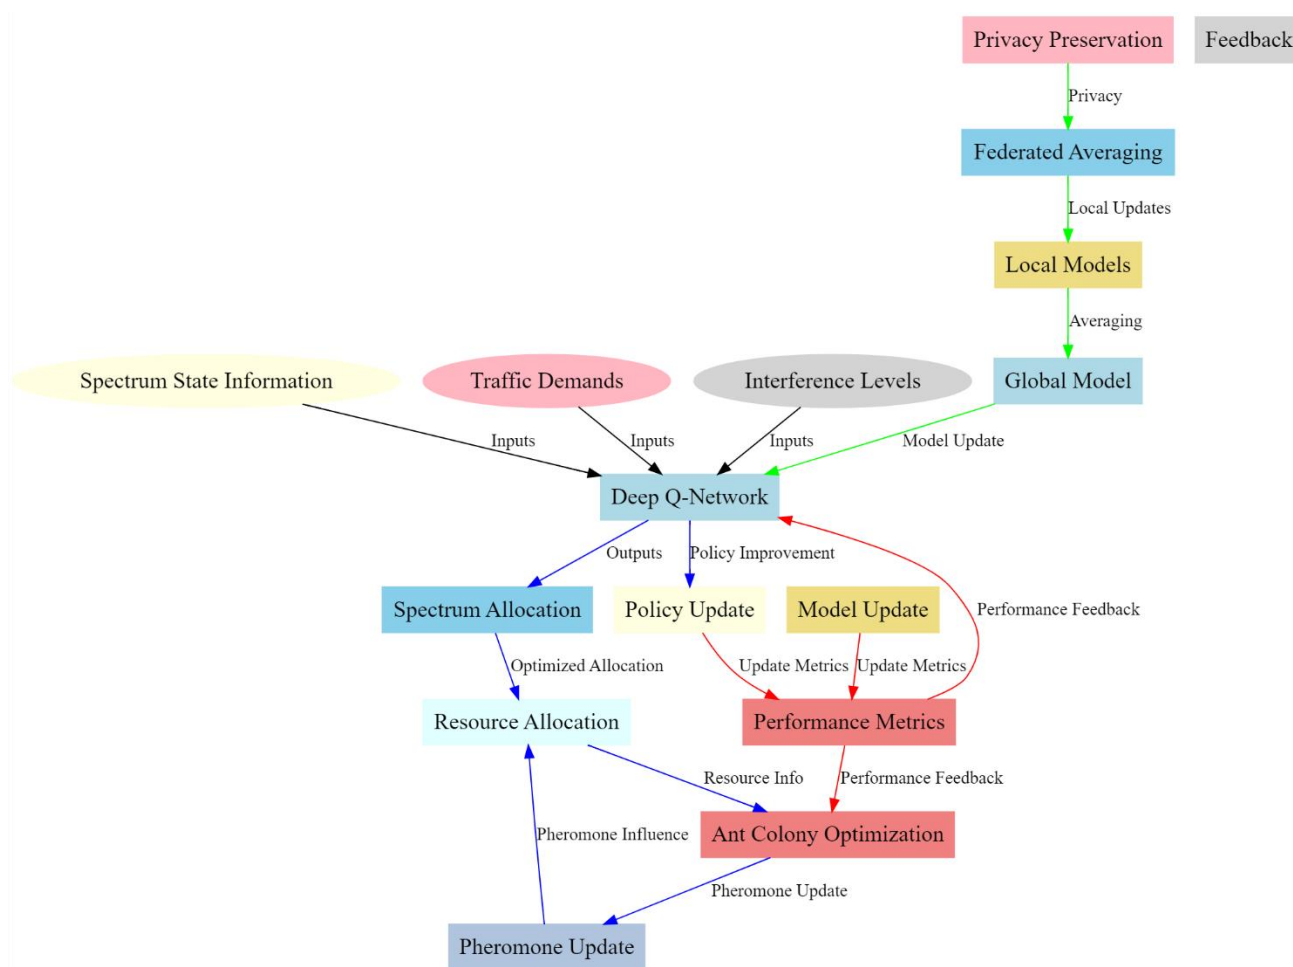 Privacy Preservation
Feedback
Privacy
Federated Averaging
Local Updates
Local Models
Averaging
Spectrum State Information
Traffic Demands
Interference Levels
Global Model
Inputs
Inputs
Inputs
Model Update
Deep Q-Network
Outputs
Policy Improvement
Spectrum Allocation
Policy Update
Model Update
Performance Feedback
Optimized Allocation
Update Metrics
Update Metrics
Resource Allocation
Performance Metrics
Resource Info
Performance Feedback
Pheromone Influence
Ant Colony Optimization
Pheromone Update
Pheromone Update